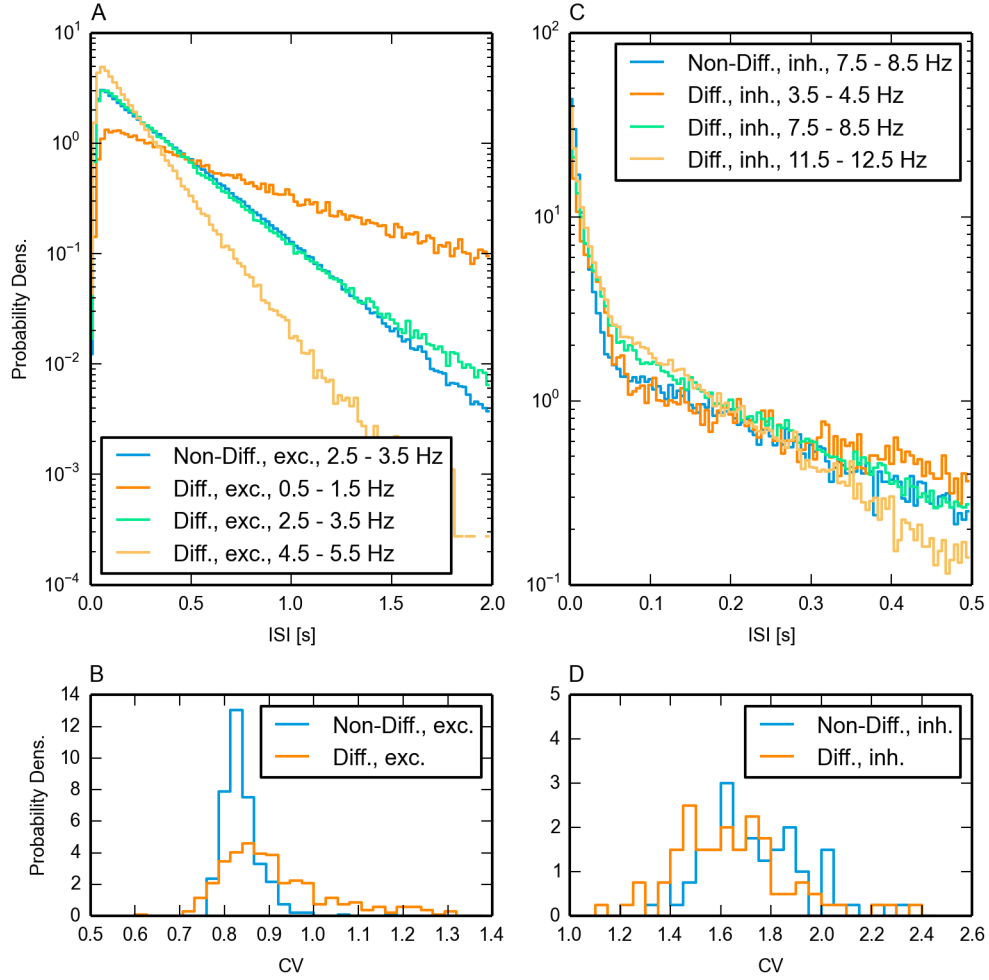 A
10^1
10^0
10^-1
10^-2
10^-3
10^-4
Probability Dens.
Non-Diff., exc., 2.5 - 3.5 Hz
Diff., exc., 0.5 - 1.5 Hz
Diff., exc., 2.5 - 3.5 Hz
Diff., exc., 4.5 - 5.5 Hz
0.0 0.5 1.0 1.5 2.0
ISI [s]
C
10^2
10^1
10^0
10^-1
Non-Diff., inh., 7.5 - 8.5 Hz
Diff., inh., 3.5 - 4.5 Hz
Diff., inh., 7.5 - 8.5 Hz
Diff., inh., 11.5 - 12.5 Hz
0.0 0.1 0.2 0.3 0.4 0.5
ISI [s]
B
14
12
10
8
6
4
2
0
Probability Dens.
Non-Diff., exc.
Diff., exc.
0.5 0.6 0.7 0.8 0.9 1.0 1.1 1.2 1.3 1.4
CV
D
5
4
3
2
1
0
Non-Diff., inh.
Diff., inh.
1.0 1.2 1.4 1.6 1.8 2.0 2.2 2.4 2.6
CV